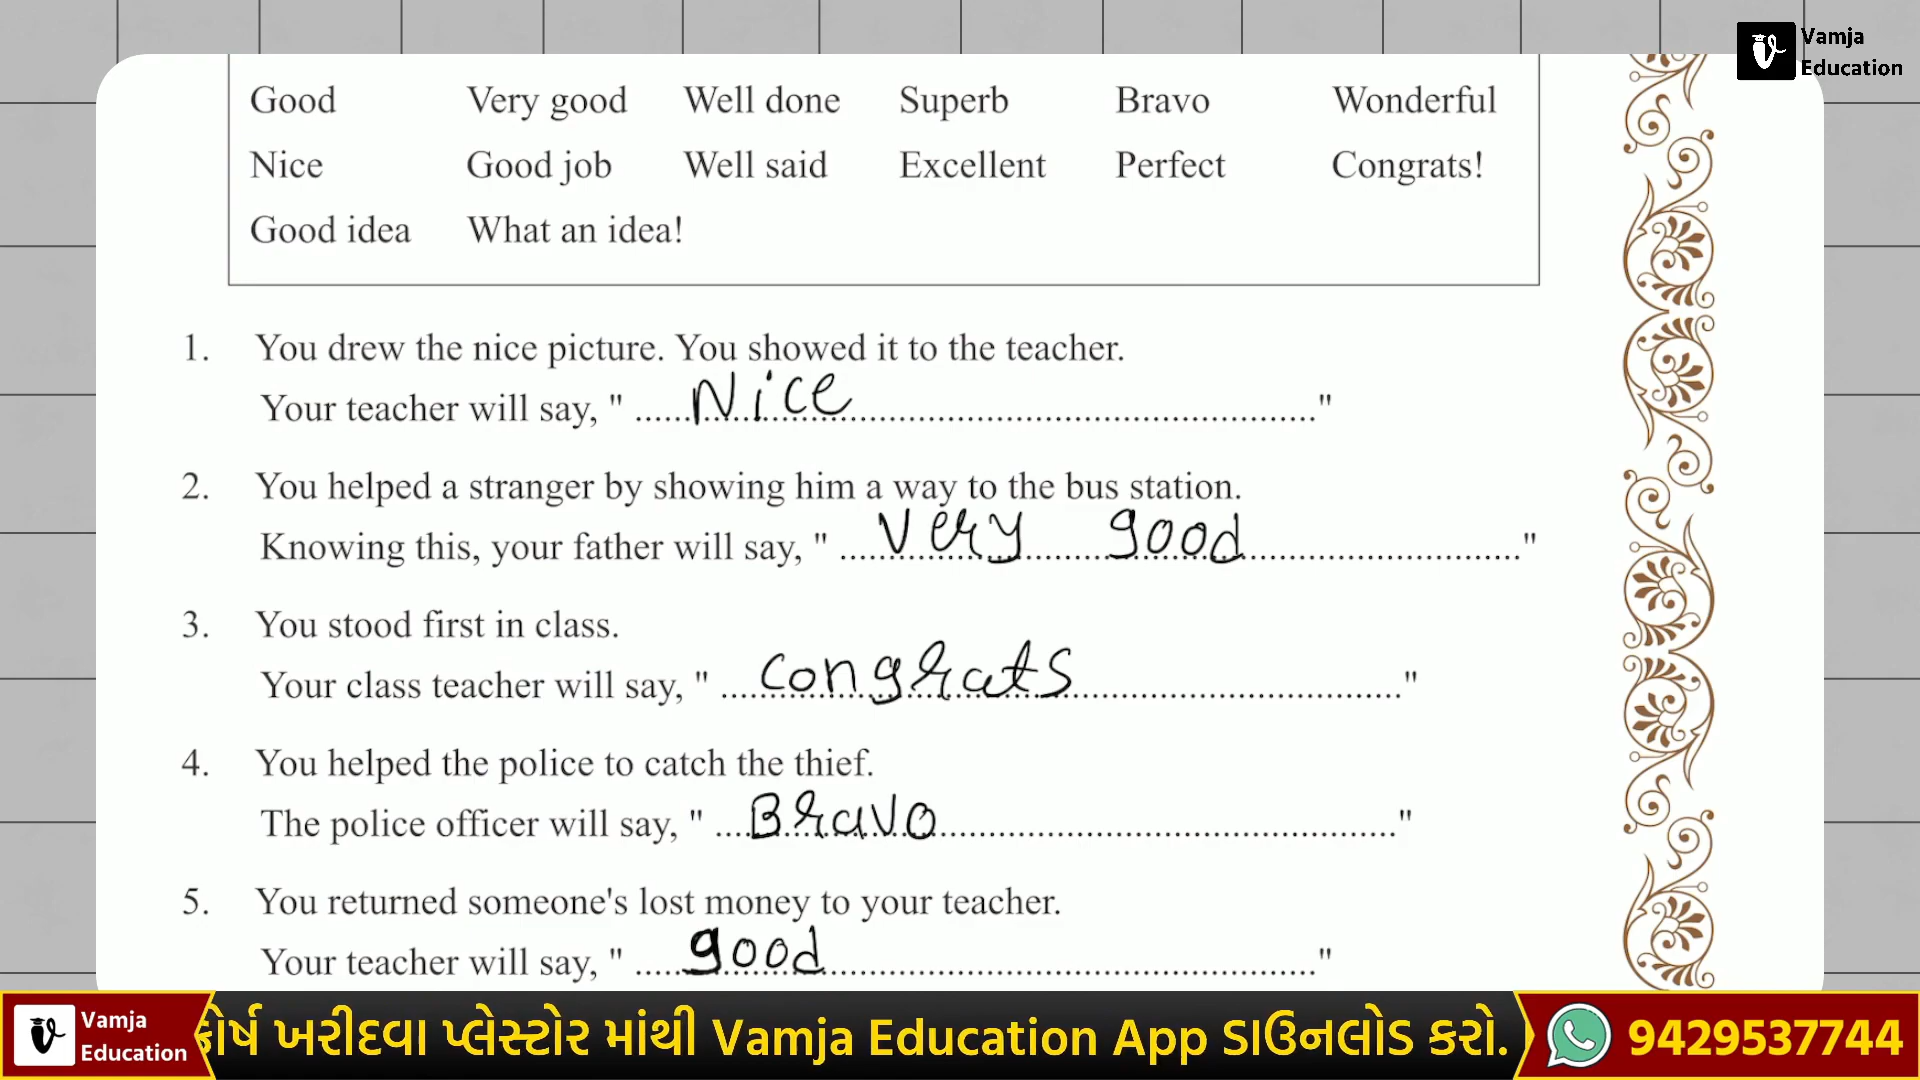 Vamja
Education
Good Very good Well done Superb Bravo Wonderful
Nice Good job Well said Excellent Perfect Congrats!
Good idea What an idea!
1. You drew the nice picture. You showed it to the teacher.
Your teacher will say, " ......Nice...................." 
2. You helped a stranger by showing him a way to the bus station.
Knowing this, your father will say, " ....very good...................."
3. You stood first in class.
Your class teacher will say, " ....congrats...................."
4. You helped the police to catch the thief.
The police officer will say, " ...Bravo...................."
5. You returned someone's lost money to your teacher.
Your teacher will say, " .....good...................."
Vamja
Education
ખરીદવા પ્લેસ્ટોર માંથી Vamja Education App ડાઉનલોડ કરો.
9429537744